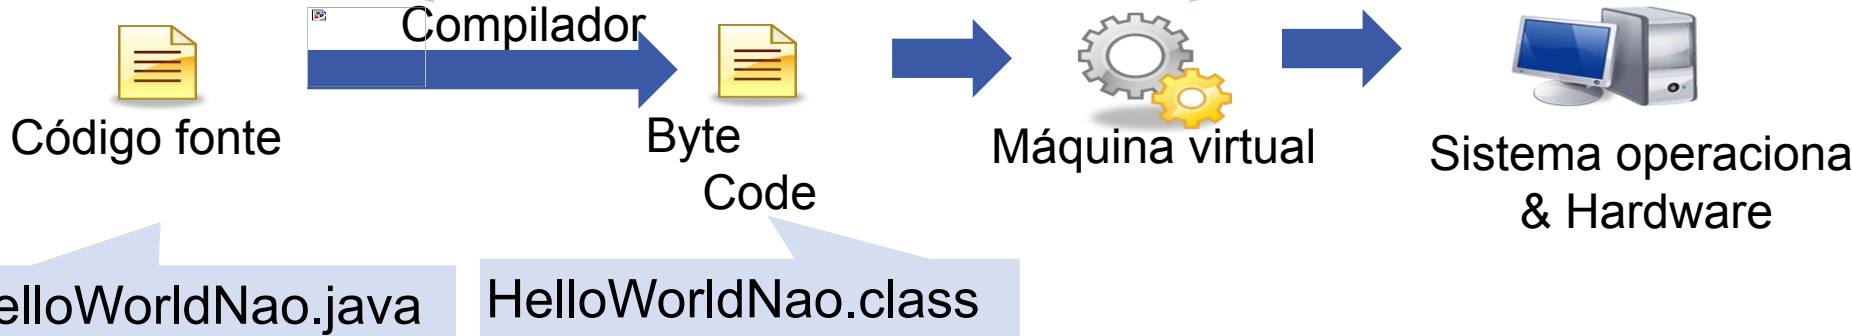 Compilador
Código fonte
Byte
Code
Máquina virtual
Sistema operaciona
& Hardware
elloWorldNao.java
HelloWorldNao.class